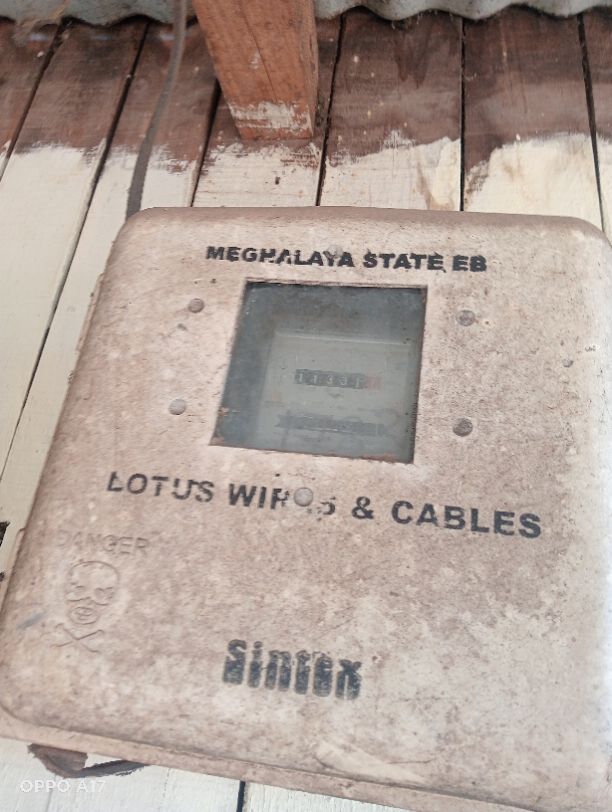 MEGHALAYA STATE EB
LOTUS WIRES & CABLES
DANGER
Sintex
OPPO A17